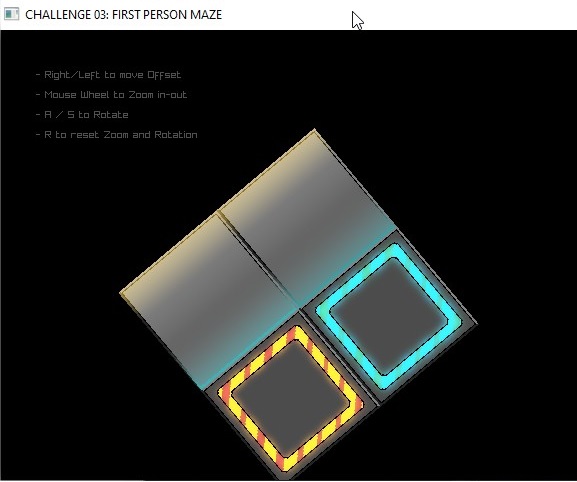 CHALLENGE 03: FIRST PERSON MAZE
- Right/Left to move Offset
- Mouse Wheel to Zoom in-out
- A / S to Rotate
- R to reset Zoom and Rotation